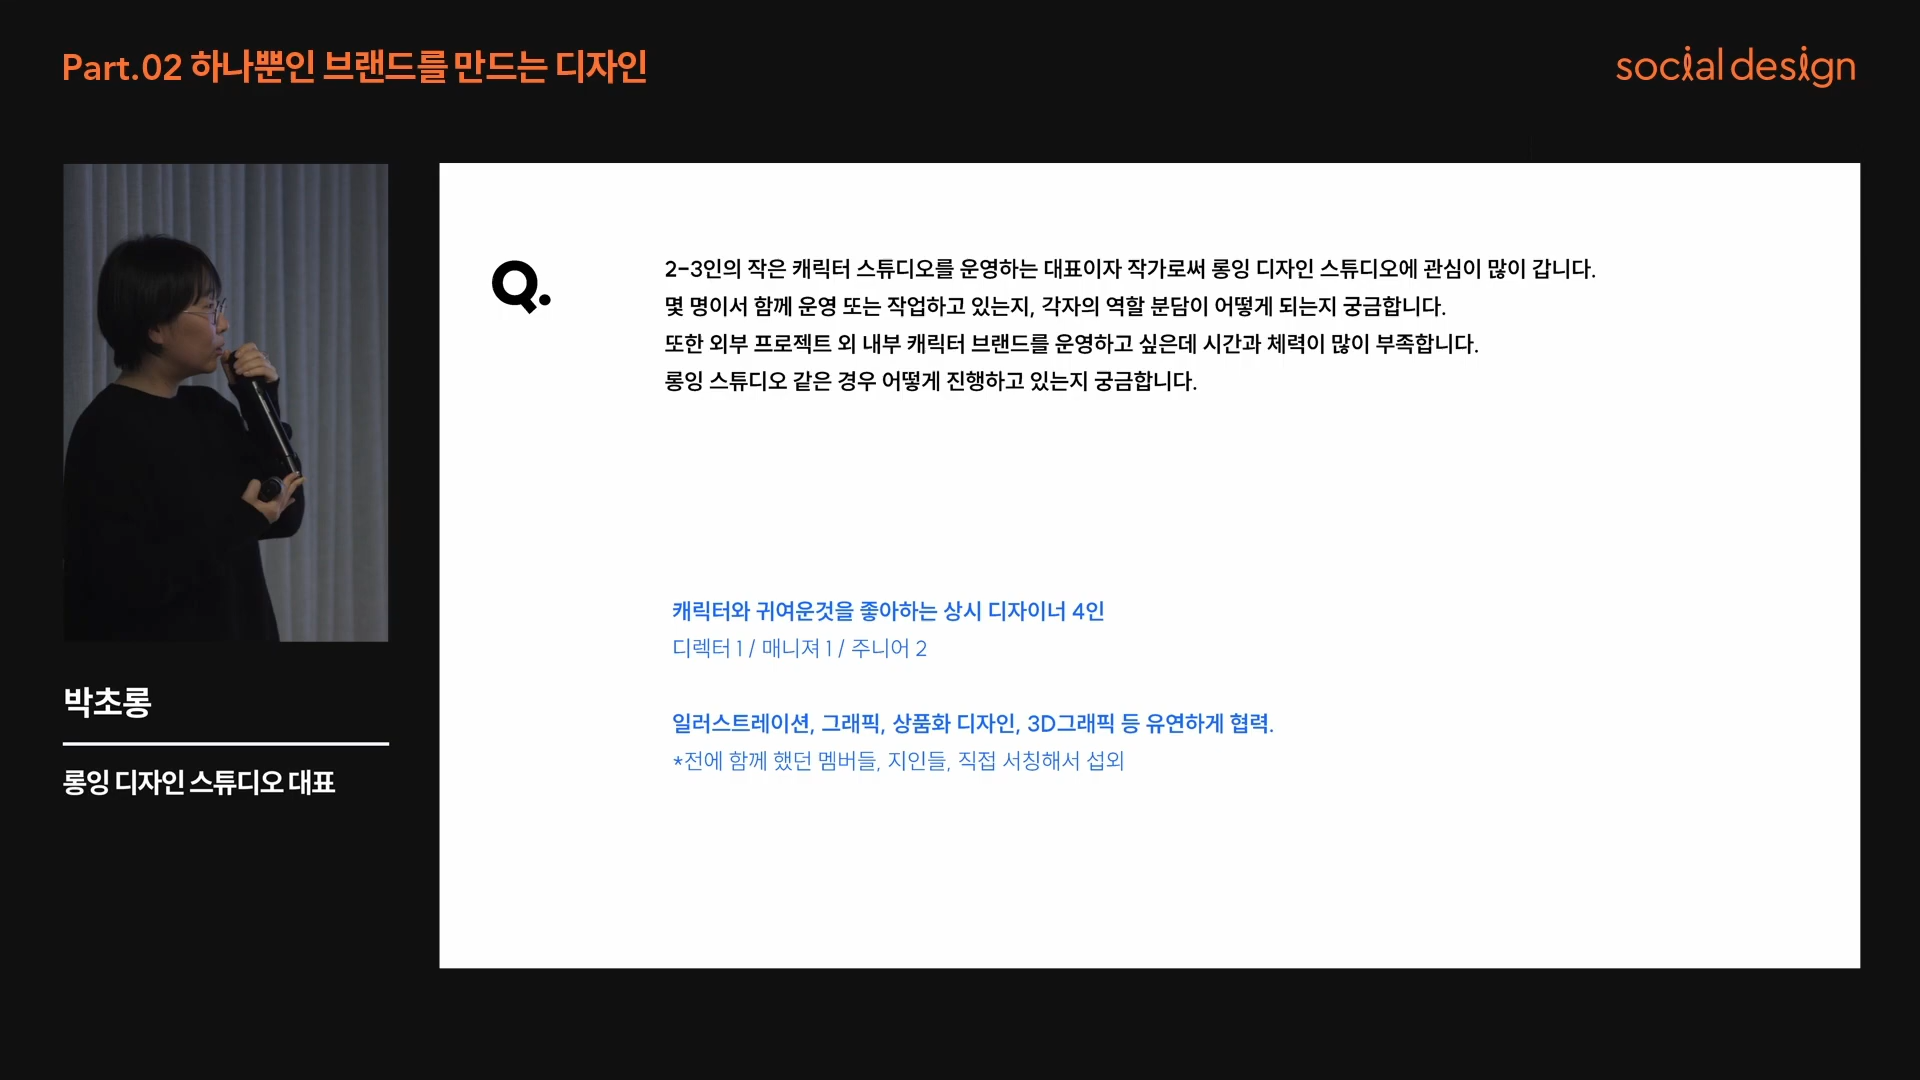 Part.02 하나뿐인 브랜드를 만드는 디자인
social design
Q.
2-3인의 작은 캐릭터 스튜디오를 운영하는 대표이자 작가로써 롱잉 디자인 스튜디오에 관심이 많이 갑니다.
몇 명이서 함께 운영 또는 작업하고 있는지, 각자의 역할 분담이 어떻게 되는지 궁금합니다.
또한 외부 프로젝트 외 내부 캐릭터 브랜드를 운영하고 싶은데 시간과 체력이 많이 부족합니다.
롱잉 스튜디오 같은 경우 어떻게 진행하고 있는지 궁금합니다.
캐릭터와 귀여운것을 좋아하는 상시 디자이너 4인
디렉터 1 / 매니져 1 / 주니어 2
일러스트레이션, 그래픽, 상품화 디자인, 3D그래픽 등 유연하게 협력.
*전에 함께 했던 멤버들, 지인들, 직접 서칭해서 섭외
박초롱
롱잉 디자인 스튜디오 대표